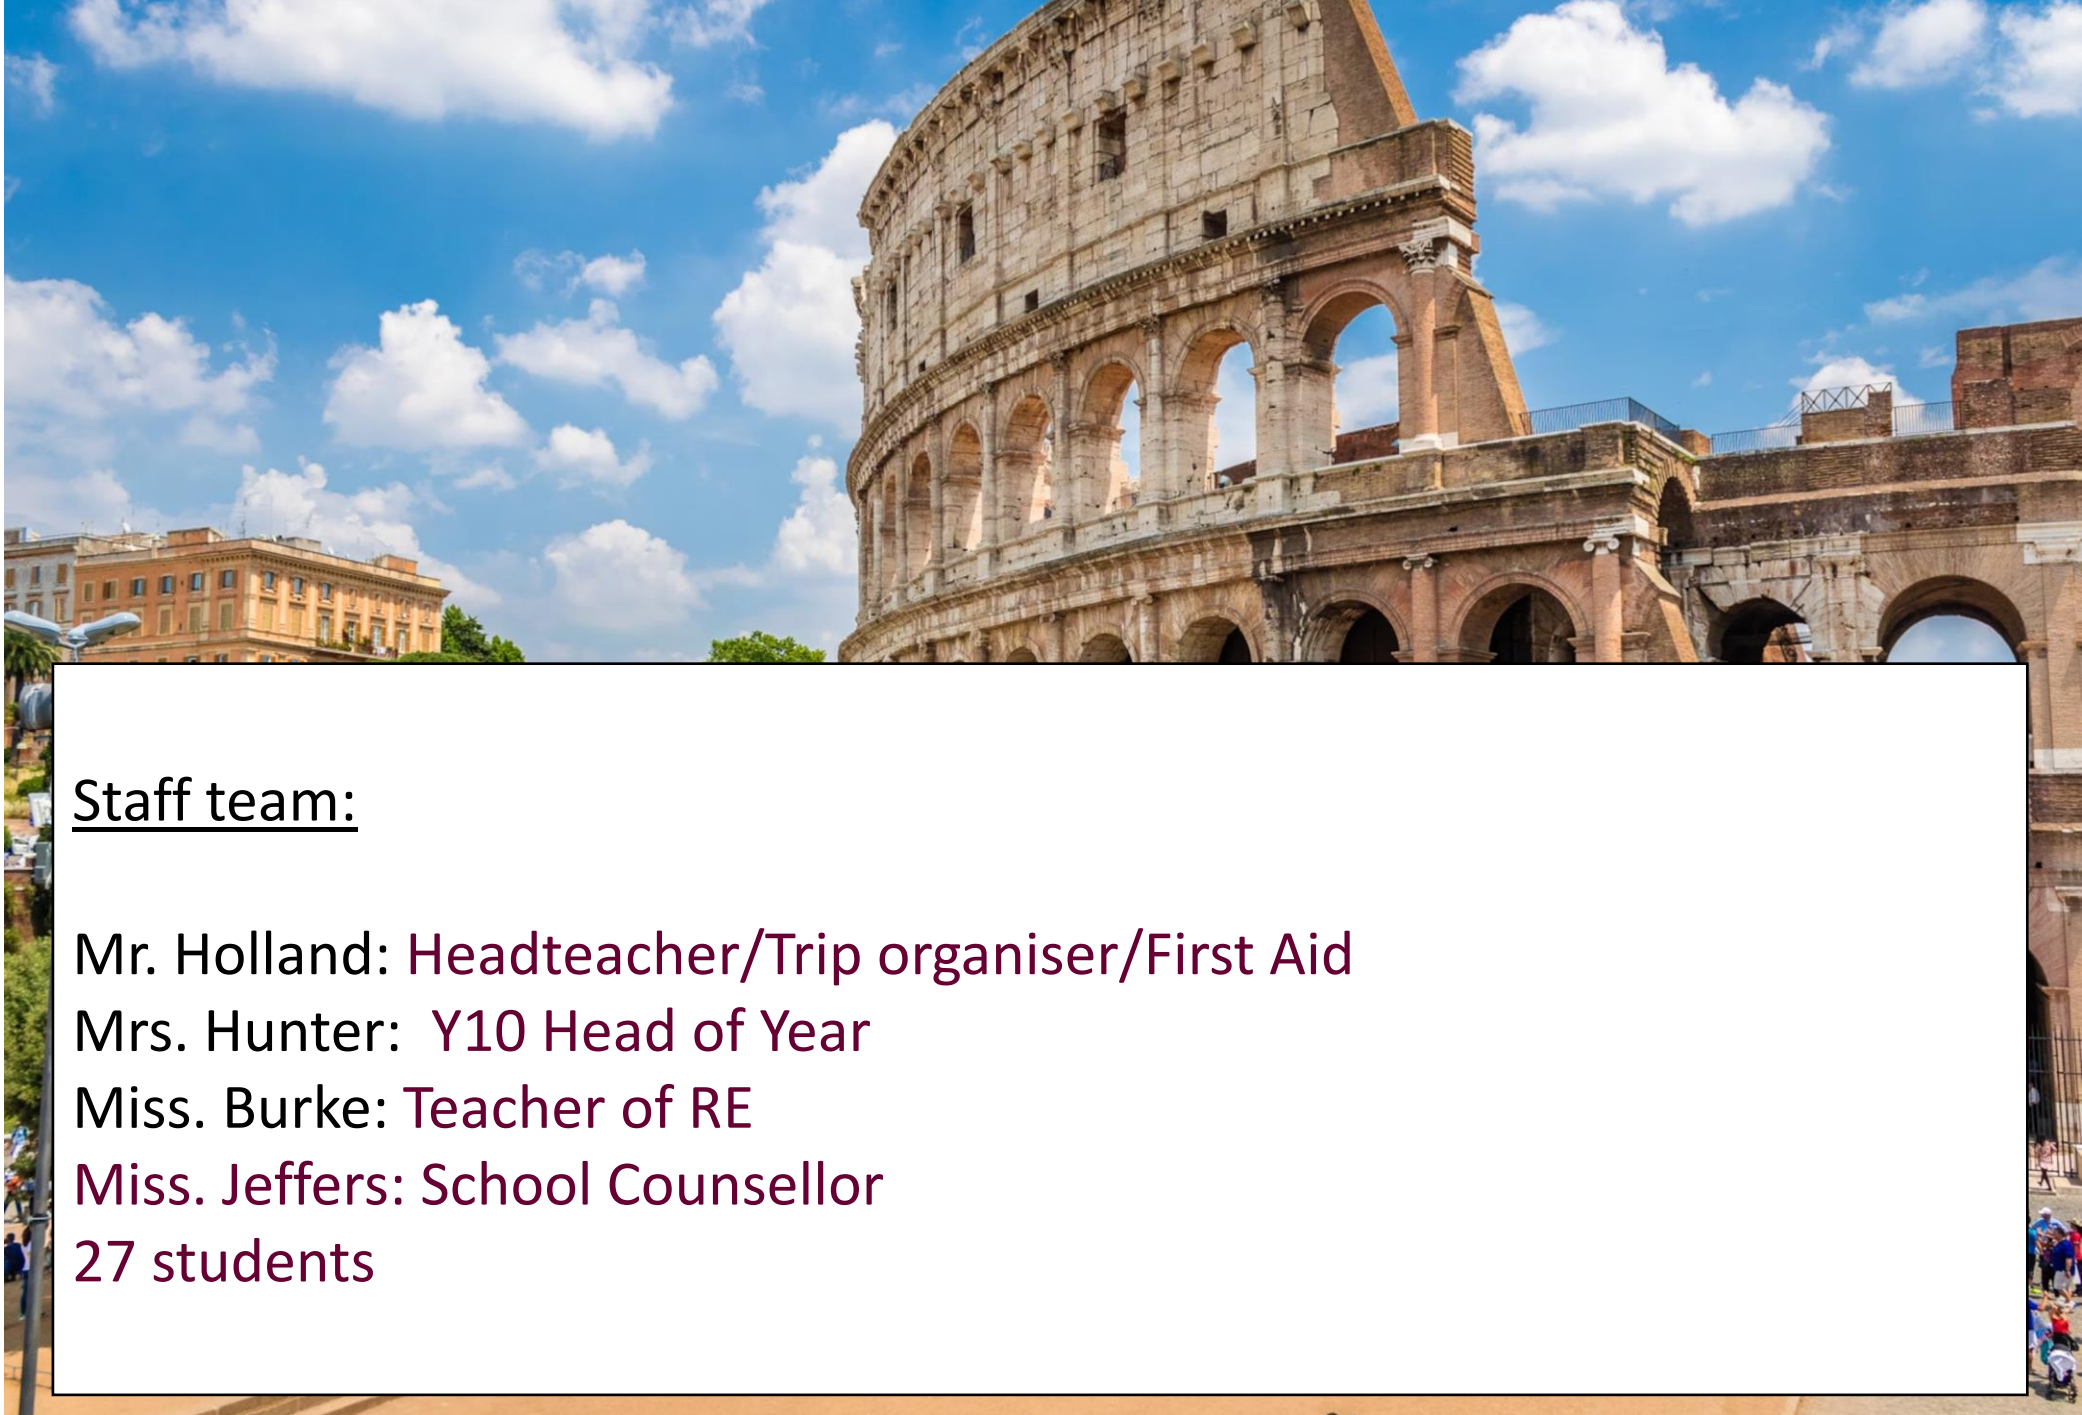 Staff team:
Mr. Holland: Headteacher/Trip organiser/First Aid
Mrs. Hunter:  Y10 Head of Year
Miss. Burke: Teacher of RE
Miss. Jeffers: School Counsellor
27 students